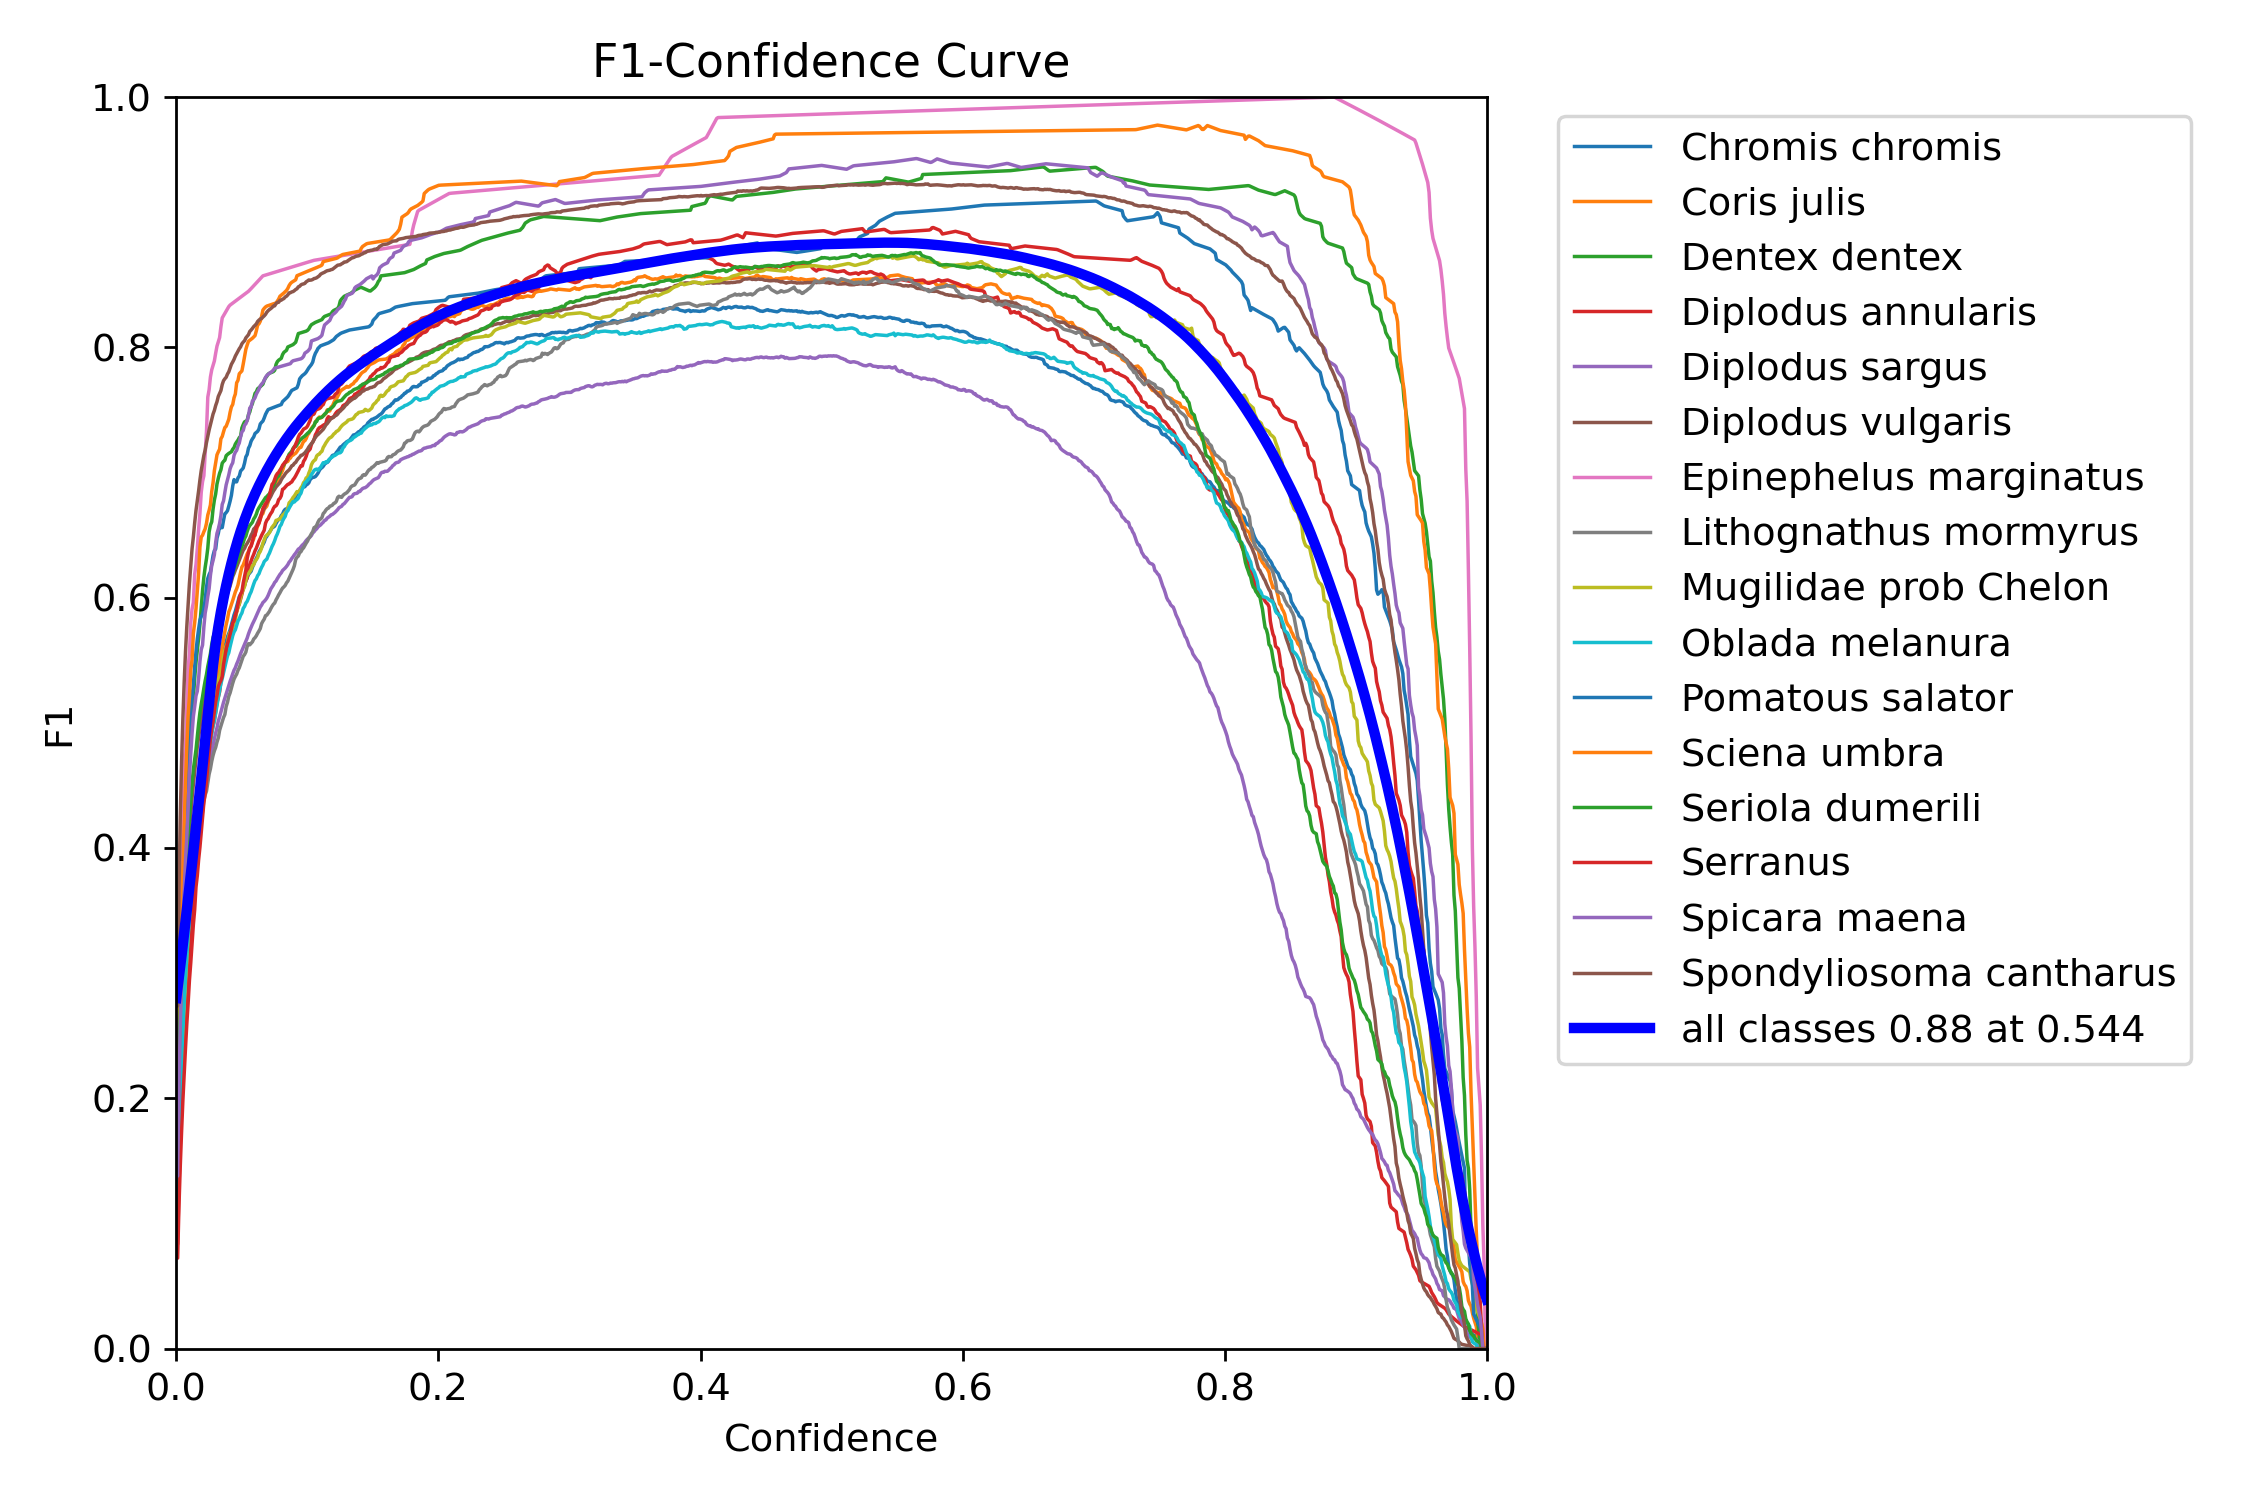 F1-Confidence Curve
1.0
0.8
0.6
0.4
0.2
0.0
F1
0.0 0.2 0.4 0.6 0.8 1.0
Confidence
Chromis chromis
Coris julis
Dentex dentex
Diplodus annularis
Diplodus sargus
Diplodus vulgaris
Epinephelus marginatus
Lithognathus mormyrus
Mugilidae prob Chelon
Oblada melanura
Pomatous salator
Sciena umbra
Seriola dumerili
Serranus
Spicara maena
Spondyliosoma cantharus
all classes 0.88 at 0.544